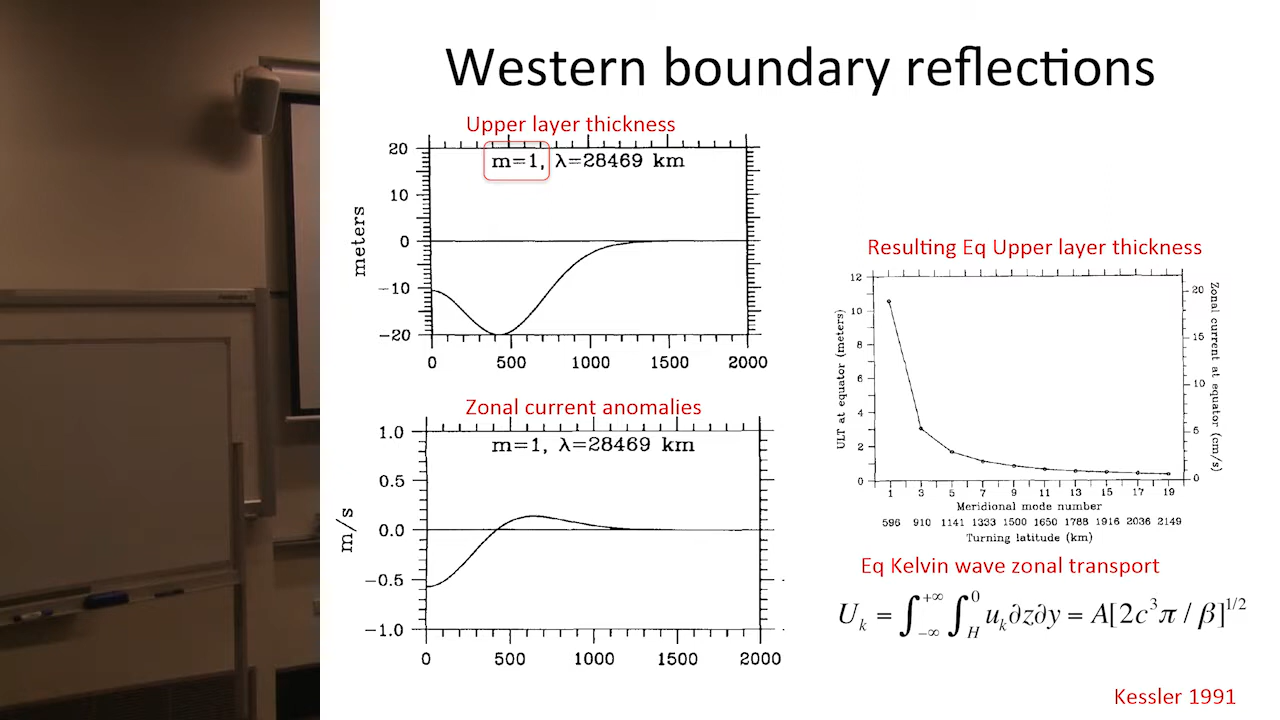 Western boundary reflections
Upper layer thickness
m=1, λ=28469 km
20
10
0
−10
−20
meters
0 500 1000 1500 2000
Zonal current anomalies
m=1, λ=28469 km
1.0
0.5
0.0
−0.5
−1.0
m/s
0 500 1000 1500 2000
Resulting Eq Upper layer thickness
12
10
8
6
4
2
0
ULT at equator (meters)
20
15
10
5
0
Zonal current at equator (cm/s)
1 3 5 7 9 11 13 15 17 19
Meridional mode number
596 910 1141 1333 1500 1650 1788 1916 2036 2149
Turning latitude (km)
Eq Kelvin wave zonal transport
U_k = ∫_{−∞}^{+∞} ∫_H^0 u_k ∂z∂y = A[2c³π / β]^{1/2}
Kessler 1991